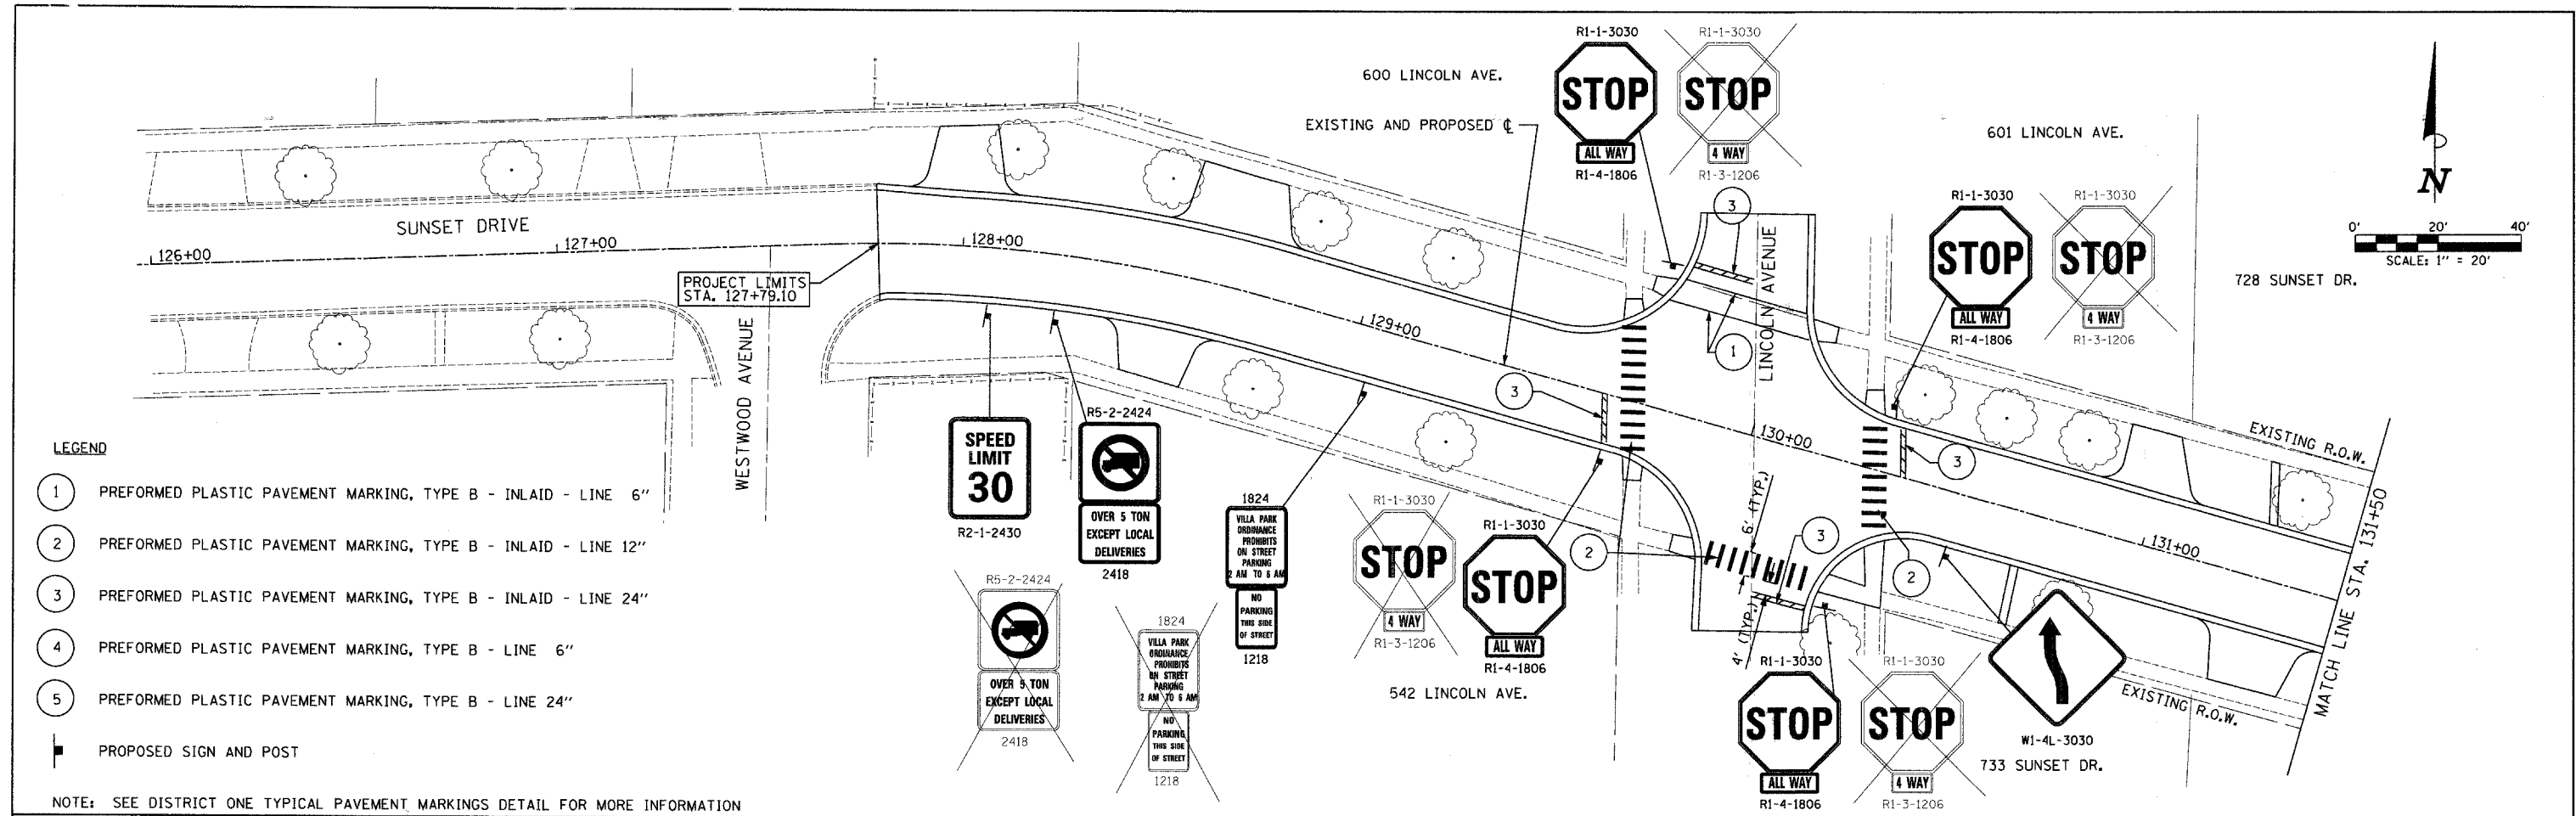 R1-1-3030
STOP
ALL WAY
R1-4-1806
R1-1-3030
STOP
4 WAY
R1-3-1206
600 LINCOLN AVE.
EXISTING AND PROPOSED ℄
601 LINCOLN AVE.
R1-1-3030
STOP
ALL WAY
R1-4-1806
R1-1-3030
STOP
4 WAY
R1-3-1206
728 SUNSET DR.
N
0' 20' 40'
SCALE: 1" = 20'
SUNSET DRIVE
126+00
127+00
128+00
129+00
130+00
131+00
PROJECT LIMITS
STA. 127+79.10
WESTWOOD AVENUE
LINCOLN AVENUE
3
1
3
3
2
3
2
6' (TYP.)
4' (TYP.)
EXISTING R.O.W.
EXISTING R.O.W.
MATCH LINE STA. 131+50
SPEED
LIMIT
30
R2-1-2430
R5-2-2424
OVER 5 TON
EXCEPT LOCAL
DELIVERIES
2418
R5-2-2424
OVER 5 TON
EXCEPT LOCAL
DELIVERIES
2418
1824
VILLA PARK
ORDINANCE
PROHIBITS
ON STREET
PARKING
2 AM TO 6 AM
NO
PARKING
THIS SIDE
OF STREET
1218
1824
VILLA PARK
ORDINANCE
PROHIBITS
ON STREET
PARKING
2 AM TO 6 AM
NO
PARKING
THIS SIDE
OF STREET
1218
R1-1-3030
STOP
4 WAY
R1-3-1206
R1-1-3030
STOP
ALL WAY
R1-4-1806
542 LINCOLN AVE.
R1-1-3030
STOP
ALL WAY
R1-4-1806
R1-1-3030
STOP
4 WAY
R1-3-1206
W1-4L-3030
733 SUNSET DR.
LEGEND
1 PREFORMED PLASTIC PAVEMENT MARKING, TYPE B - INLAID - LINE 6"
2 PREFORMED PLASTIC PAVEMENT MARKING, TYPE B - INLAID - LINE 12"
3 PREFORMED PLASTIC PAVEMENT MARKING, TYPE B - INLAID - LINE 24"
4 PREFORMED PLASTIC PAVEMENT MARKING, TYPE B - LINE 6"
5 PREFORMED PLASTIC PAVEMENT MARKING, TYPE B - LINE 24"
PROPOSED SIGN AND POST
NOTE: SEE DISTRICT ONE TYPICAL PAVEMENT MARKINGS DETAIL FOR MORE INFORMATION